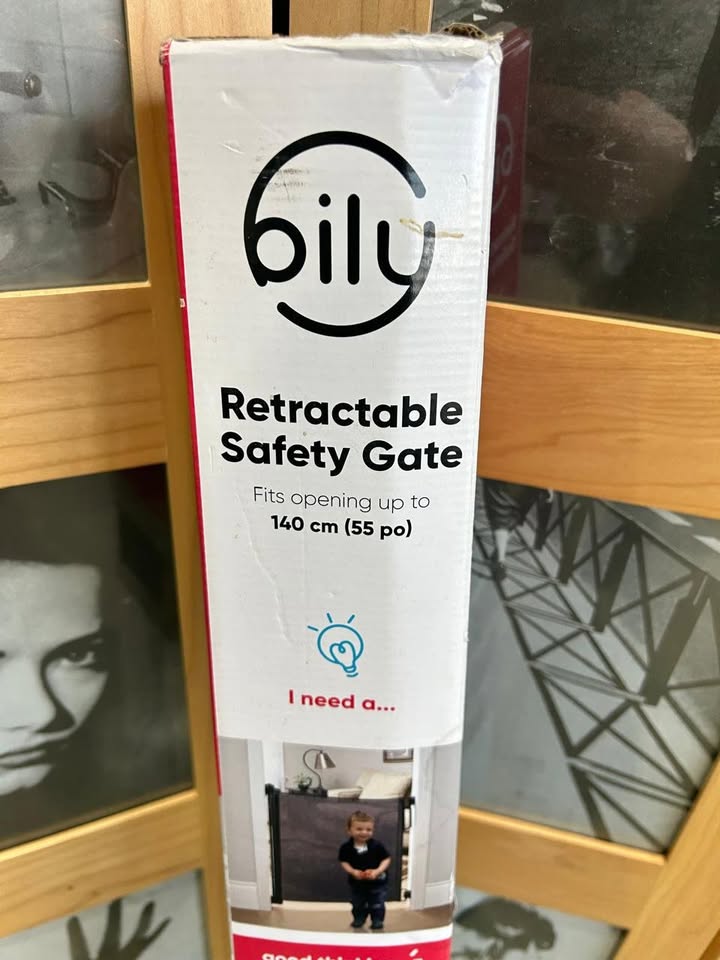 bily
Retractable
Safety Gate
Fits opening up to
140 cm (55 po)
I need a...